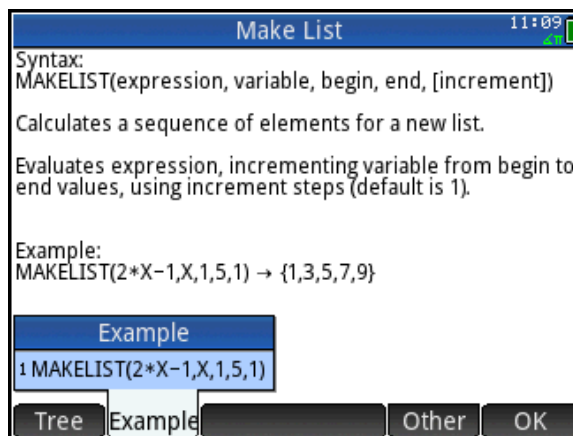 Make List
11:09
∡π
Syntax:
MAKELIST(expression, variable, begin, end, [increment])
Calculates a sequence of elements for a new list.
Evaluates expression, incrementing variable from begin to
end values, using increment steps (default is 1).
Example:
MAKELIST(2*X−1,X,1,5,1) → {1,3,5,7,9}
Example
1 MAKELIST(2*X−1,X,1,5,1)
Tree Example Other OK